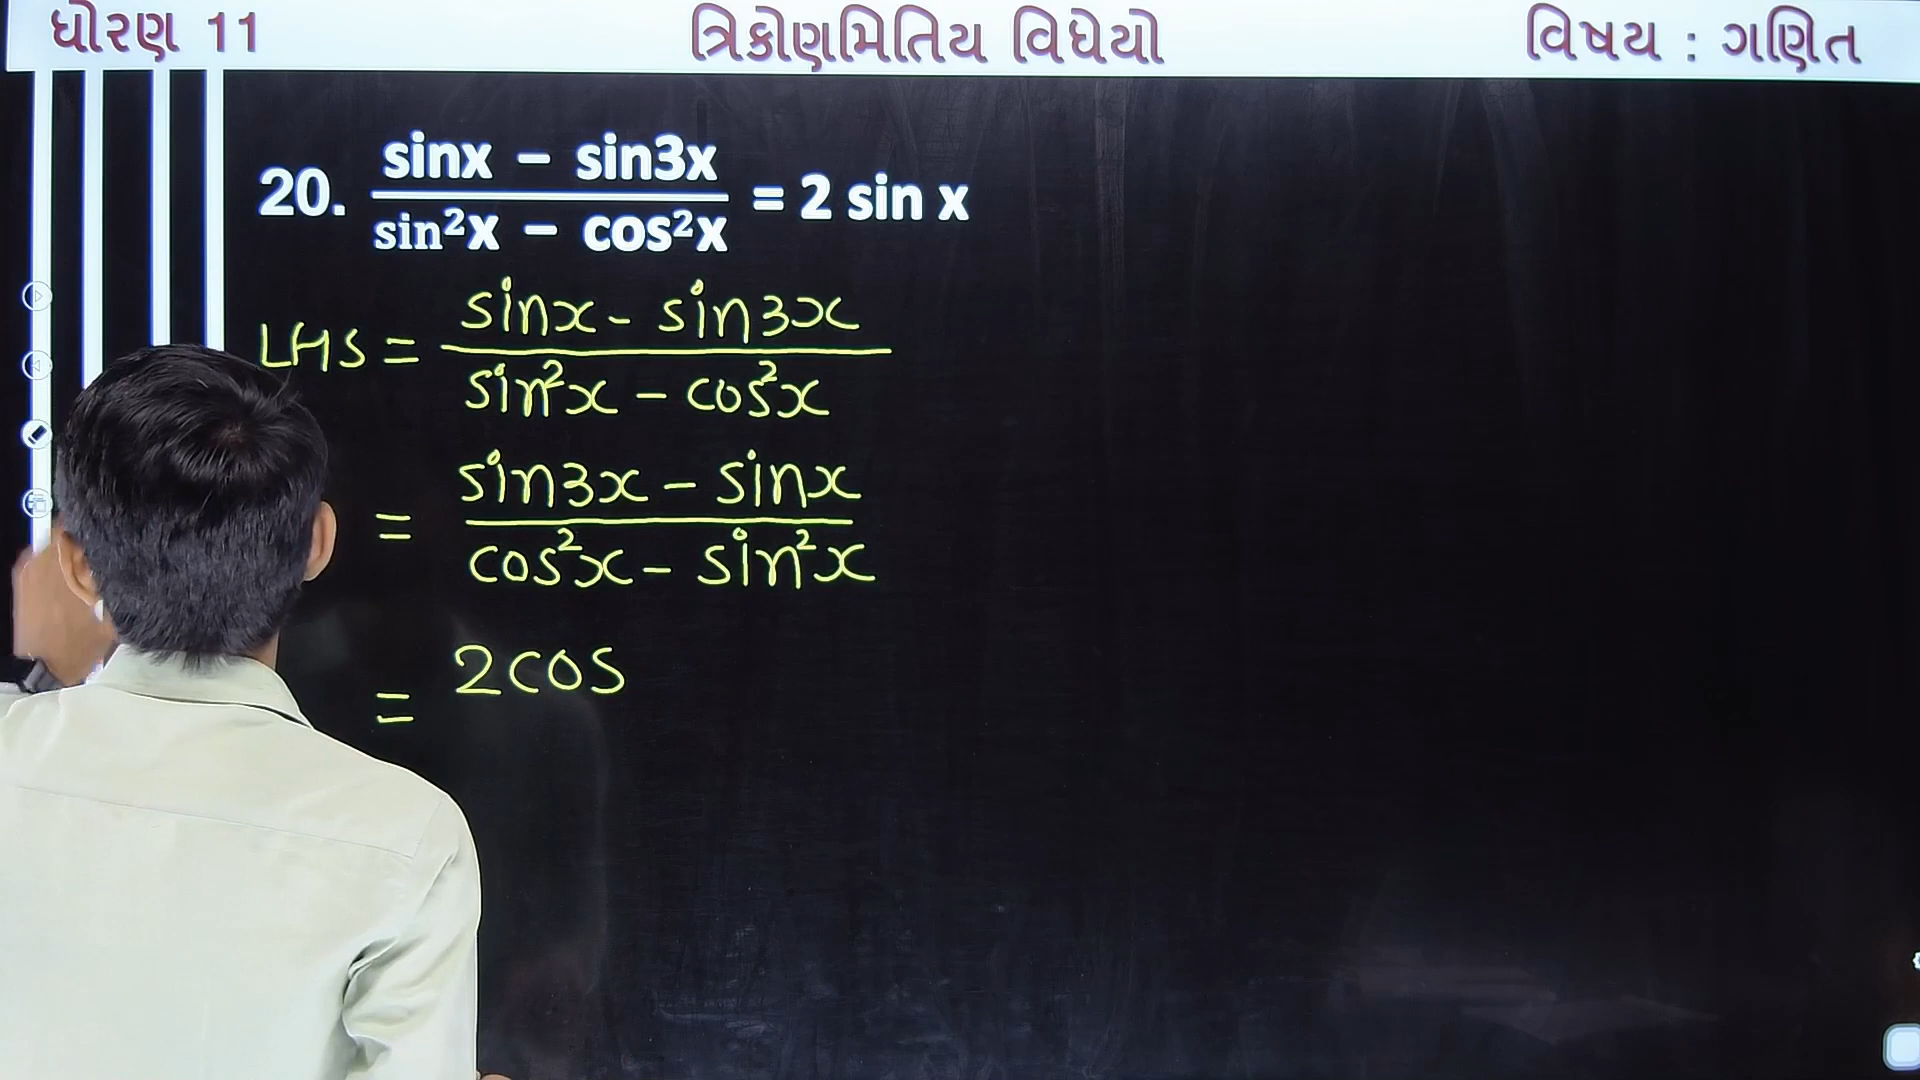 ધોરણ 11 ત્રિકોણમિતિય વિધેયો વિષય : ગણિત
20. sinx – sin3x / sin²x – cos²x = 2 sin x
LHS = sinx - sin3x / sin²x - cos²x
= sin3x - sinx / cos²x - sin²x
= 2cos